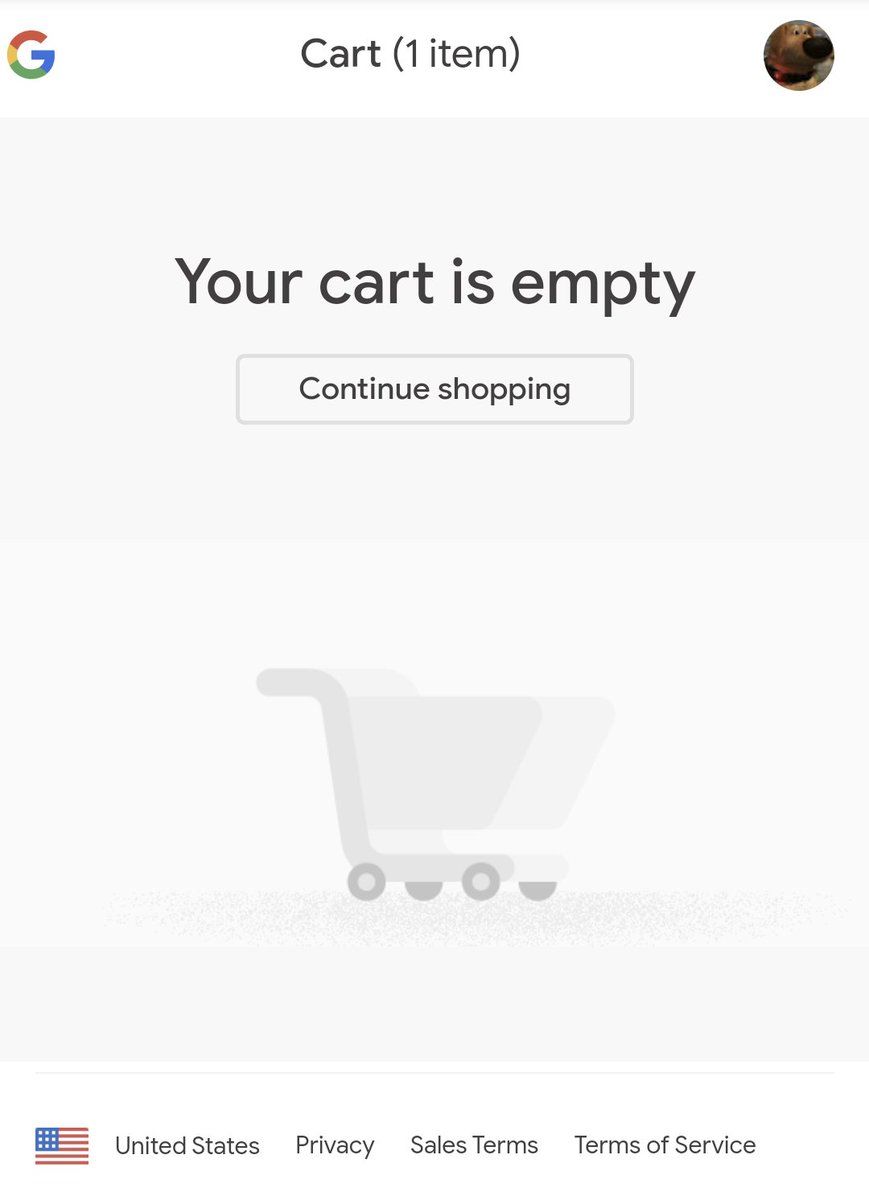 Cart (1 item)
Your cart is empty
Continue shopping
United States Privacy Sales Terms Terms of Service